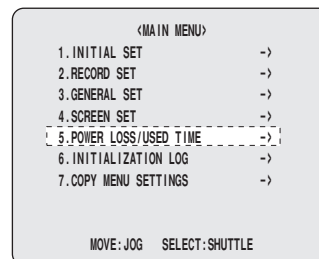 <MAIN MENU>
1.INITIAL SET ->
2.RECORD SET ->
3.GENERAL SET ->
4.SCREEN SET ->
5.POWER LOSS/USED TIME ->
6.INITIALIZATION LOG ->
7.COPY MENU SETTINGS ->
MOVE:JOG SELECT:SHUTTLE